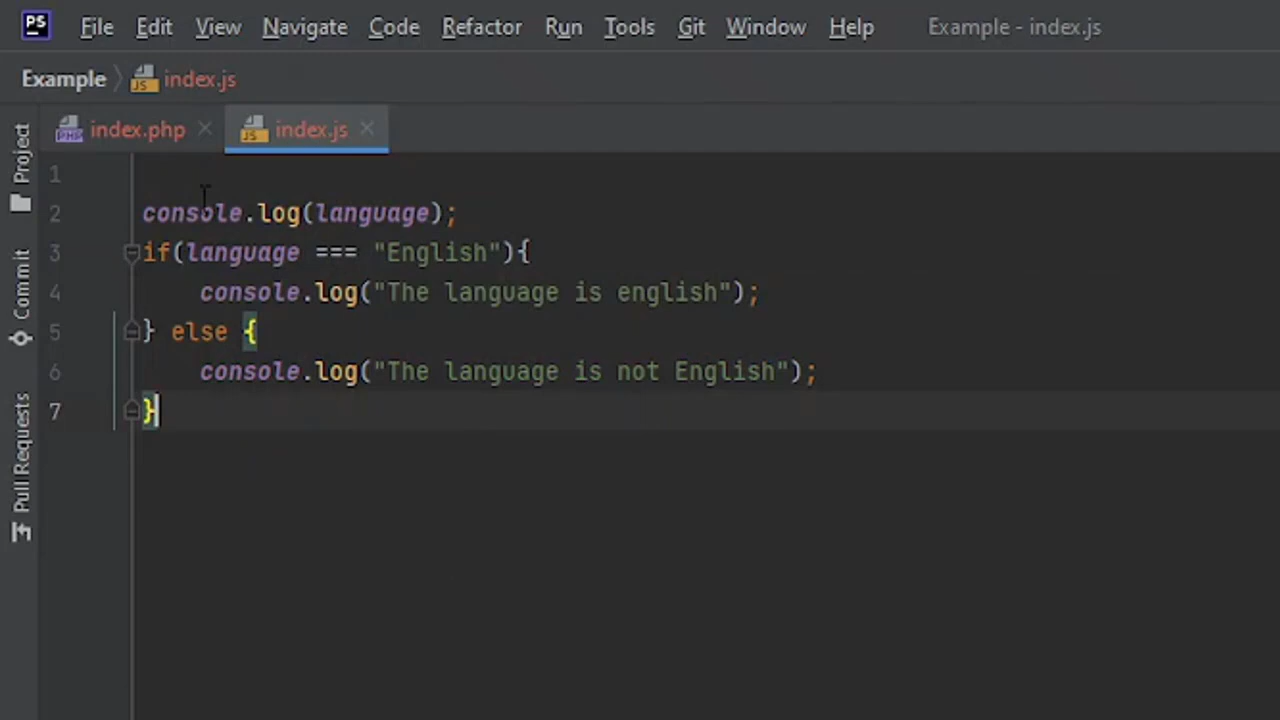 PS File Edit View Navigate Code Refactor Run Tools Git Window Help Example - index.js
Example index.js
index.php index.js
Project
Commit
Pull Requests
1
2 console.log(language);
3 if(language === "English"){
4 console.log("The language is english");
5 } else {
6 console.log("The language is not English");
7 }